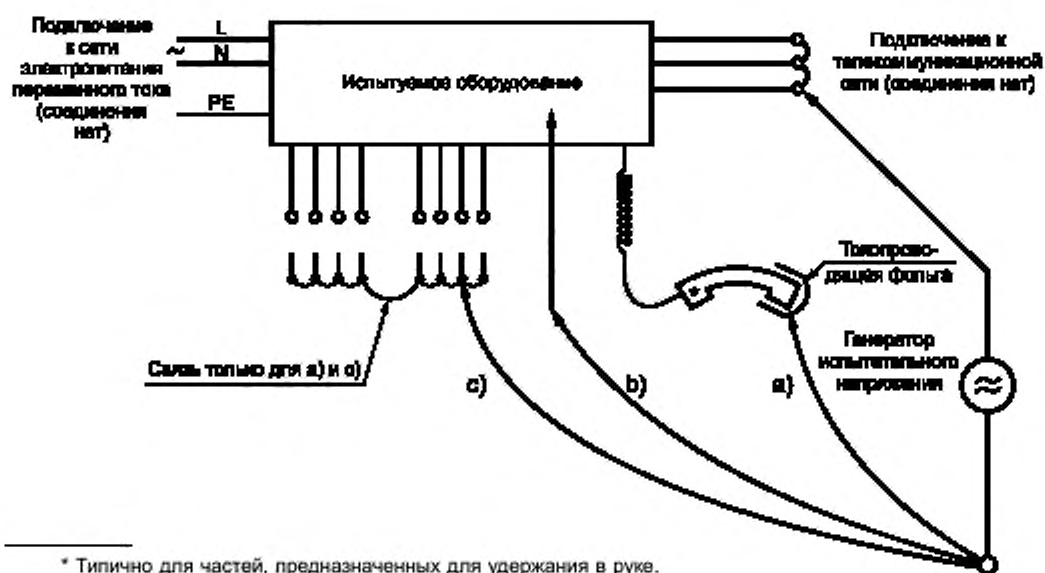 Подключение
к сети
электропитания
переменного тока
(соединения
нет)
~
L
N
PE
Испытуемое оборудование
Подключение к
телекоммуникационной
сети (соединения нет)
Токопрово-
дящая фольга
*
Генератор
испытательного
напряжения
≈
Связь только для а) и с)
c)
b)
a)
* Типично для частей, предназначенных для удержания в руке.